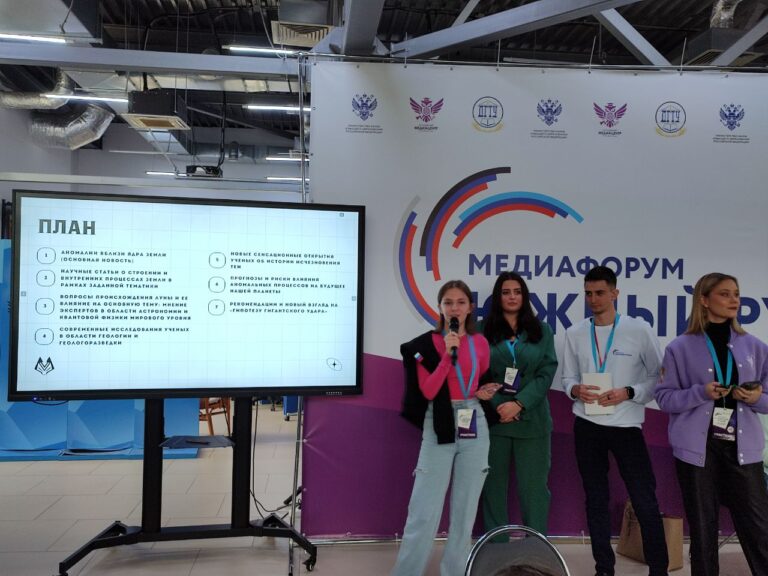 ДГТУ
МЕДИАЦЕНТР
ДГТУ
МЕДИАФОРУМ
ЮЖНЫЙ
ПЛАН
1
АНОМАЛИИ ВБЛИЗИ ЯДРА ЗЕМЛИ
(ОСНОВНАЯ НОВОСТЬ)
2
НАУЧНЫЕ СТАТЬИ О СТРОЕНИИ И
ВНУТРЕННИХ ПРОЦЕССАХ ЗЕМЛИ В
РАМКАХ ЗАДАННОЙ ТЕМАТИКИ
3
ВОПРОСЫ ПРОИСХОЖДЕНИЯ ЛУНЫ И ЕЕ
ВЛИЯНИЕ НА ОСНОВНУЮ ТЕМУ: МНЕНИЕ
ЭКСПЕРТОВ В ОБЛАСТИ АСТРОНОМИИ И
КВАНТОВОЙ ФИЗИКИ МИРОВОГО УРОВНЯ
4
СОВРЕМЕННЫЕ ИССЛЕДОВАНИЯ УЧЕНЫХ
В ОБЛАСТИ ГЕОЛОГИИ И
ГЕОЛОГОРАЗВЕДКИ
5
НОВЫЕ СЕНСАЦИОННЫЕ ОТКРЫТИЯ
УЧЕНЫХ ОБ ИСТОРИИ ИСЧЕЗНОВЕНИЯ
ТЕИ
6
ПРОГНОЗЫ И РИСКИ ВЛИЯНИЯ
АНОМАЛЬНЫХ ПРОЦЕССОВ НА БУДУЩЕЕ
НАШЕЙ ПЛАНЕТЫ
7
РЕКОМЕНДАЦИИ И НОВЫЙ ВЗГЛЯД НА
«ГИПОТЕЗУ ГИГАНТСКОГО УДАРА»